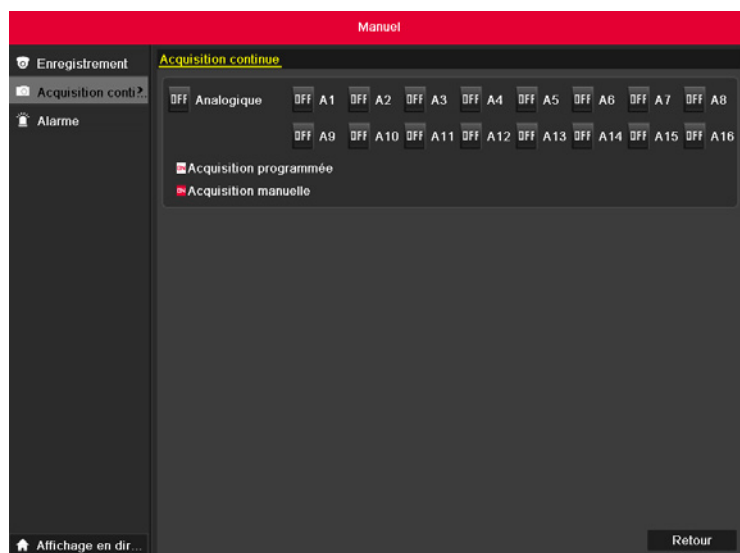 Manuel
Enregistrement
Acquisition conti?.
Alarme
Affichage en dir...
Acquisition continue
OFF Analogique OFF A1 OFF A2 OFF A3 OFF A4 OFF A5 OFF A6 OFF A7 OFF A8
OFF A9 OFF A10 OFF A11 OFF A12 OFF A13 OFF A14 OFF A15 OFF A16
ON Acquisition programmée
ON Acquisition manuelle
Retour